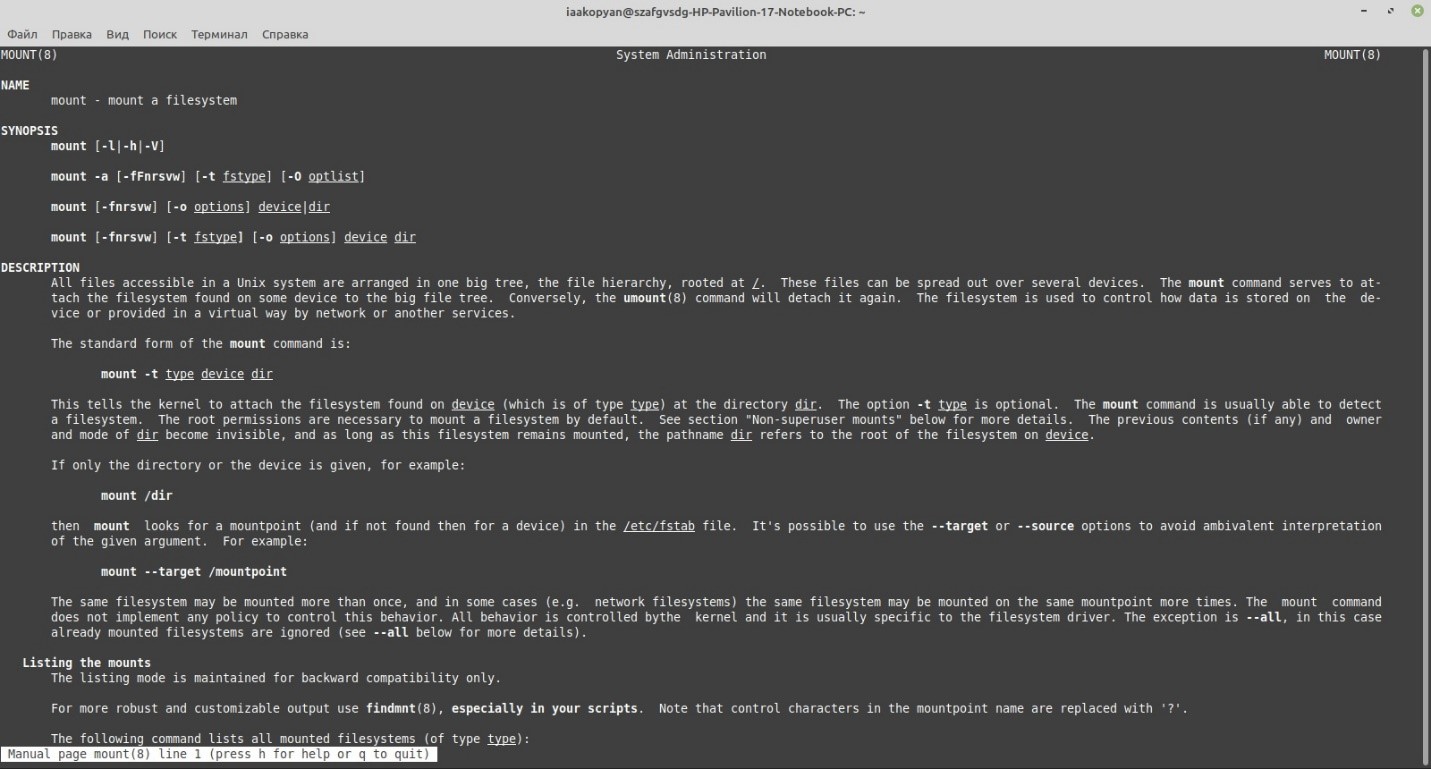 iaakopyan@szafgvsdg-HP-Pavilion-17-Notebook-PC: ~
Файл Правка Вид Поиск Терминал Справка
MOUNT(8) System Administration MOUNT(8)
NAME
mount - mount a filesystem
SYNOPSIS
mount [-l|-h|-V]
mount -a [-fFnrsvw] [-t fstype] [-O optlist]
mount [-fnrsvw] [-o options] device|dir
mount [-fnrsvw] [-t fstype] [-o options] device dir
DESCRIPTION
All files accessible in a Unix system are arranged in one big tree, the file hierarchy, rooted at /. These files can be spread out over several devices. The mount command serves to at-
tach the filesystem found on some device to the big file tree. Conversely, the umount(8) command will detach it again. The filesystem is used to control how data is stored on the de-
vice or provided in a virtual way by network or another services.
The standard form of the mount command is:
mount -t type device dir
This tells the kernel to attach the filesystem found on device (which is of type type) at the directory dir. The option -t type is optional. The mount command is usually able to detect
a filesystem. The root permissions are necessary to mount a filesystem by default. See section "Non-superuser mounts" below for more details. The previous contents (if any) and owner
and mode of dir become invisible, and as long as this filesystem remains mounted, the pathname dir refers to the root of the filesystem on device.
If only the directory or the device is given, for example:
mount /dir
then mount looks for a mountpoint (and if not found then for a device) in the /etc/fstab file. It's possible to use the --target or --source options to avoid ambivalent interpretation
of the given argument. For example:
mount --target /mountpoint
The same filesystem may be mounted more than once, and in some cases (e.g. network filesystems) the same filesystem may be mounted on the same mountpoint more times. The mount command
does not implement any policy to control this behavior. All behavior is controlled bythe kernel and it is usually specific to the filesystem driver. The exception is --all, in this case
already mounted filesystems are ignored (see --all below for more details).
Listing the mounts
The listing mode is maintained for backward compatibility only.
For more robust and customizable output use findmnt(8), especially in your scripts. Note that control characters in the mountpoint name are replaced with '?'.
The following command lists all mounted filesystems (of type type):
Manual page mount(8) line 1 (press h for help or q to quit)